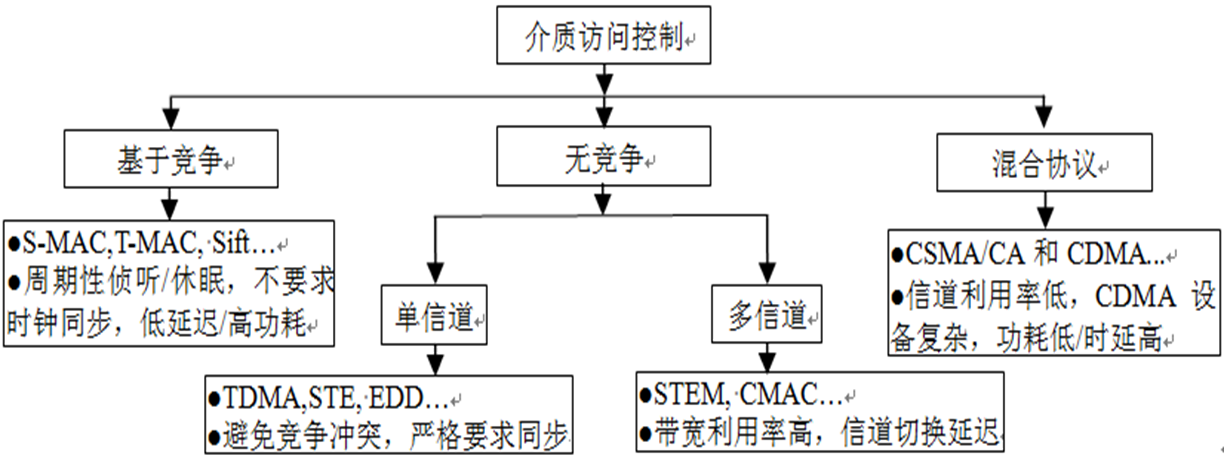 介质访问控制
基于竞争
无竞争
混合协议
●S-MAC,T-MAC, Sift…
●周期性侦听/休眠，不要求
时钟同步，低延迟/高功耗
单信道
多信道
●CSMA/CA 和 CDMA...
●信道利用率低，CDMA 设
备复杂，功耗低/时延高
●TDMA,STE, EDD…
●避免竞争冲突，严格要求同步
●STEM, CMAC…
●带宽利用率高，信道切换延迟